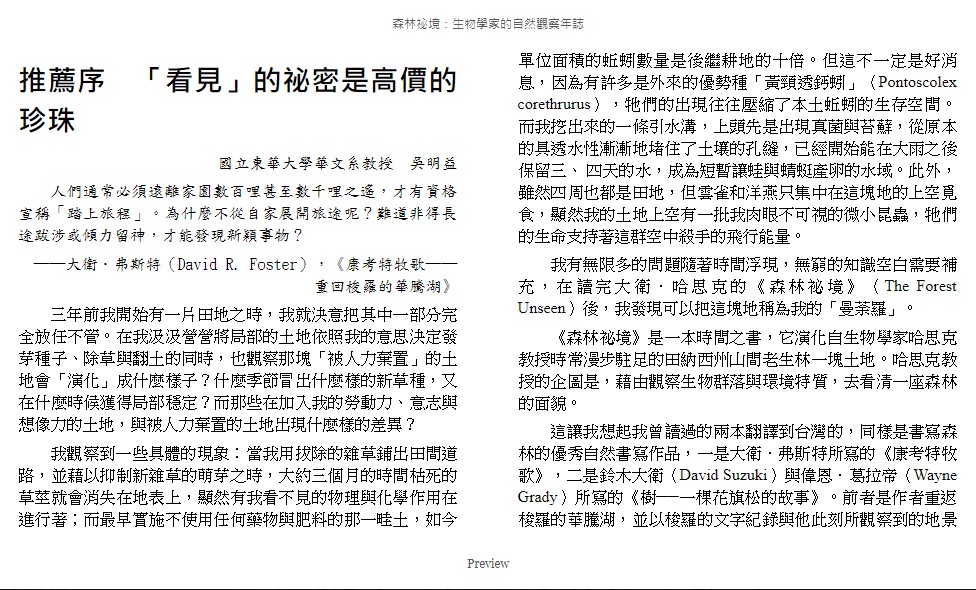 森林祕境：生物學家的自然觀察年誌
推薦序　「看見」的祕密是高價的
珍珠
國立東華大學華文系教授　吳明益
人們通常必須遠離家園數百哩甚至數千哩之遙，才有資格
宣稱「踏上旅程」。為什麼不從自家展開旅途呢？難道非得長
途跋涉或傾力留神，才能發現新穎事物？
——大衛．弗斯特（David R. Foster），《康考特牧歌——
重回梭羅的華騰湖》
三年前我開始有一片田地之時，我就決意把其中一部分完
全放任不管。在我汲汲營營將局部的土地依照我的意思決定發
芽種子、除草與翻土的同時，也觀察那塊「被人力棄置」的土
地會「演化」成什麼樣子？什麼季節冒出什麼樣的新草種，又
在什麼時候獲得局部穩定？而那些在加入我的勞動力、意志與
想像力的土地，與被人力棄置的土地出現什麼樣的差異？
我觀察到一些具體的現象：當我用拔除的雜草鋪出田間道
路，並藉以抑制新雜草的萌芽之時，大約三個月的時間枯死的
草莖就會消失在地表上，顯然有我看不見的物理與化學作用在
進行著；而最早實施不使用任何藥物與肥料的那一畦土，如今
單位面積的蚯蚓數量是後繼耕地的十倍。但這不一定是好消
息，因為有許多是外來的優勢種「黃頸透鈣蚓」（Pontoscolex
corethrurus），牠們的出現往往壓縮了本土蚯蚓的生存空間。
而我挖出來的一條引水溝，上頭先是出現真菌與苔蘚，從原本
的具透水性漸漸地堵住了土壤的孔縫，已經開始能在大雨之後
保留三、四天的水，成為短暫讓蛙與蜻蜓產卵的水域。此外，
雖然四周也都是田地，但雲雀和洋燕只集中在這塊地的上空覓
食，顯然我的土地上空有一批我肉眼不可視的微小昆蟲，牠們
的生命支持著這群空中殺手的飛行能量。
我有無限多的問題隨著時間浮現，無窮的知識空白需要補
充，在讀完大衛．哈思克的《森林祕境》（The Forest
Unseen）後，我發現可以把這塊地稱為我的「曼荼羅」。
《森林祕境》是一本時間之書，它演化自生物學家哈思克
教授時常漫步駐足的田納西州山間老生林一塊土地。哈思克教
授的企圖是，藉由觀察生物群落與環境特質，去看清一座森林
的面貌。
這讓我想起我曾讀過的兩本翻譯到台灣的，同樣是書寫森
林的優秀自然書寫作品，一是大衛．弗斯特所寫的《康考特牧
歌》，二是鈴木大衛（David Suzuki）與偉恩．葛拉帝（Wayne
Grady）所寫的《樹——一棵花旗松的故事》。前者是作者重返
梭羅的華騰湖，並以梭羅的文字紀錄與他此刻所觀察到的地景
Preview